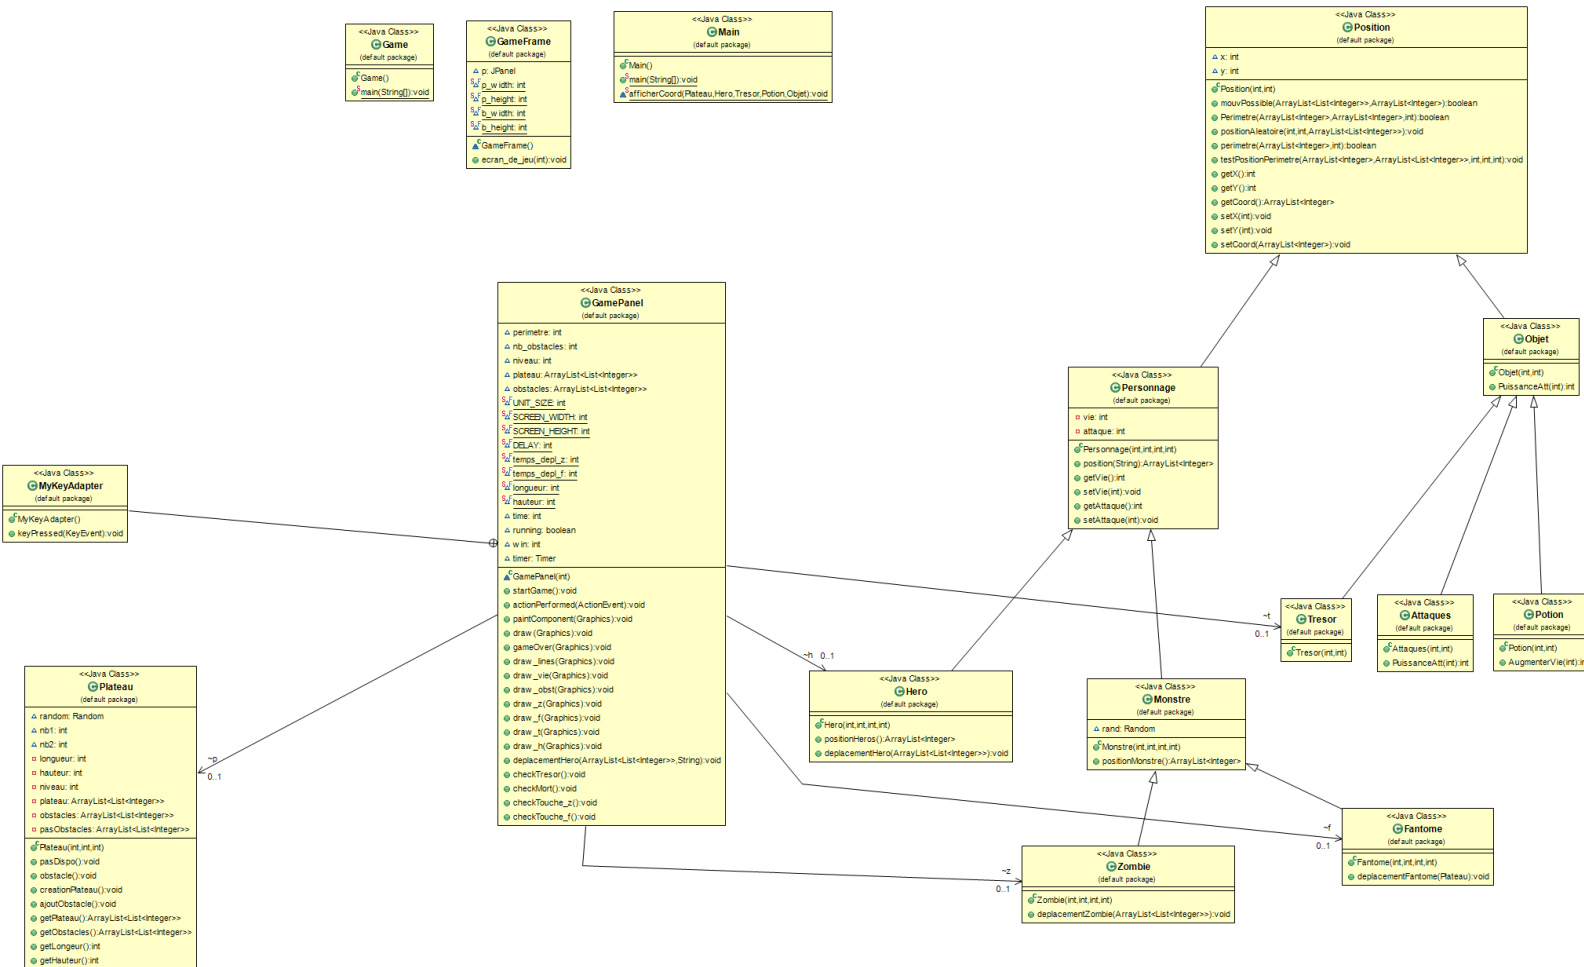 <<Java Class>>
Game
(default package)
Game()
main(String[]):void
<<Java Class>>
GameFrame
(default package)
p: JPanel
p_width: int
p_height: int
b_width: int
b_height: int
GameFrame()
ecran_de_jeu(int):void
<<Java Class>>
Main
(default package)
Main()
main(String[]):void
afficherCoord(Plateau,Hero,Tresor,Potion,Objet):void
<<Java Class>>
Position
(default package)
x: int
y: int
Position(int,int)
mouvPossible(ArrayList<List<Integer>>,ArrayList<Integer>):boolean
Perimetre(ArrayList<Integer>,ArrayList<Integer>,int):boolean
positionAleatoire(int,int,ArrayList<List<Integer>>):void
perimetre(ArrayList<Integer>,int):boolean
testPositionPerimetre(ArrayList<Integer>,ArrayList<List<Integer>>,int,int,int):void
getX():int
getY():int
getCoord():ArrayList<Integer>
setX(int):void
setY(int):void
setCoord(ArrayList<Integer>):void
<<Java Class>>
GamePanel
(default package)
perimetre: int
nb_obstacles: int
niveau: int
plateau: ArrayList<List<Integer>>
obstacles: ArrayList<List<Integer>>
UNIT_SIZE: int
SCREEN_WIDTH: int
SCREEN_HEIGHT: int
DELAY: int
temps_depl_z: int
temps_depl_f: int
longueur: int
hauteur: int
time: int
running: boolean
win: int
timer: Timer
GamePanel(int)
startGame():void
actionPerformed(ActionEvent):void
paintComponent(Graphics):void
draw(Graphics):void
gameOver(Graphics):void
draw_lines(Graphics):void
draw_vie(Graphics):void
draw_obst(Graphics):void
draw_z(Graphics):void
draw_f(Graphics):void
draw_t(Graphics):void
draw_h(Graphics):void
deplacementHero(ArrayList<List<Integer>>,String):void
checkTresor():void
checkMort():void
checkTouche_z():void
checkTouche_f():void
<<Java Class>>
Objet
(default package)
Objet(int,int)
PuissanceAtt(int):int
<<Java Class>>
Personnage
(default package)
vie: int
attaque: int
Personnage(int,int,int,int)
position(String):ArrayList<Integer>
getVie():int
setVie(int):void
getAttaque():int
setAttaque(int):void
<<Java Class>>
MyKeyAdapter
(default package)
MyKeyAdapter()
keyPressed(KeyEvent):void
<<Java Class>>
Tresor
(default package)
Tresor(int,int)
<<Java Class>>
Attaques
(default package)
Attaques(int,int)
PuissanceAtt(int):int
<<Java Class>>
Potion
(default package)
Potion(int,int)
AugmenterVie(int):in
~t
0..1
~h 0..1
~p
0..1
~f
0..1
~z
0..1
<<Java Class>>
Plateau
(default package)
random: Random
nb1: int
nb2: int
longueur: int
hauteur: int
niveau: int
plateau: ArrayList<List<Integer>>
obstacles: ArrayList<List<Integer>>
pasObstacles: ArrayList<List<Integer>>
Plateau(int,int,int)
pasDispo():void
obstacle():void
creationPlateau():void
ajoutObstacle():void
getPlateau():ArrayList<List<Integer>>
getObstacles():ArrayList<List<Integer>>
getLongeur():int
getHauteur():int
<<Java Class>>
Hero
(default package)
Hero(int,int,int,int)
positionHeros():ArrayList<Integer>
deplacementHero(ArrayList<List<Integer>>):void
<<Java Class>>
Monstre
(default package)
rand: Random
Monstre(int,int,int,int)
positionMonstre():ArrayList<Integer>
<<Java Class>>
Fantome
(default package)
Fantome(int,int,int,int)
deplacementFantome(Plateau):void
<<Java Class>>
Zombie
(default package)
Zombie(int,int,int,int)
deplacementZombie(ArrayList<List<Integer>>):void